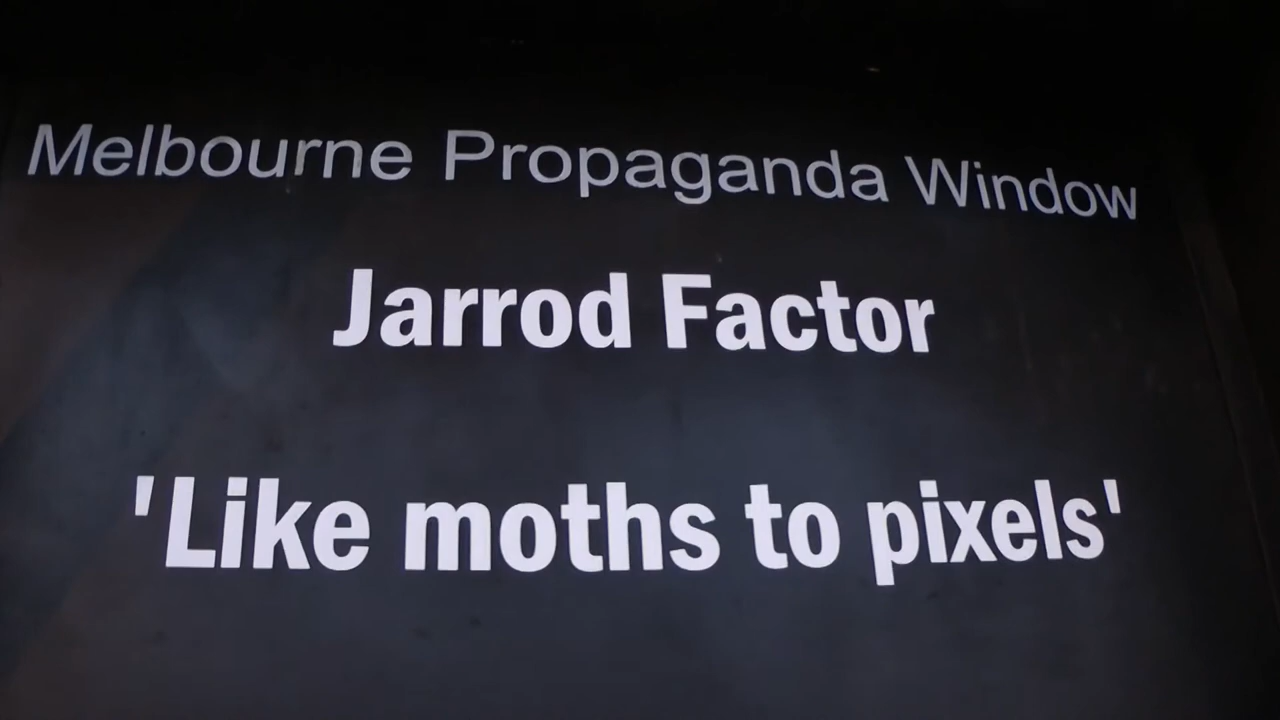 Melbourne Propaganda Window
Jarrod Factor
'Like moths to pixels'